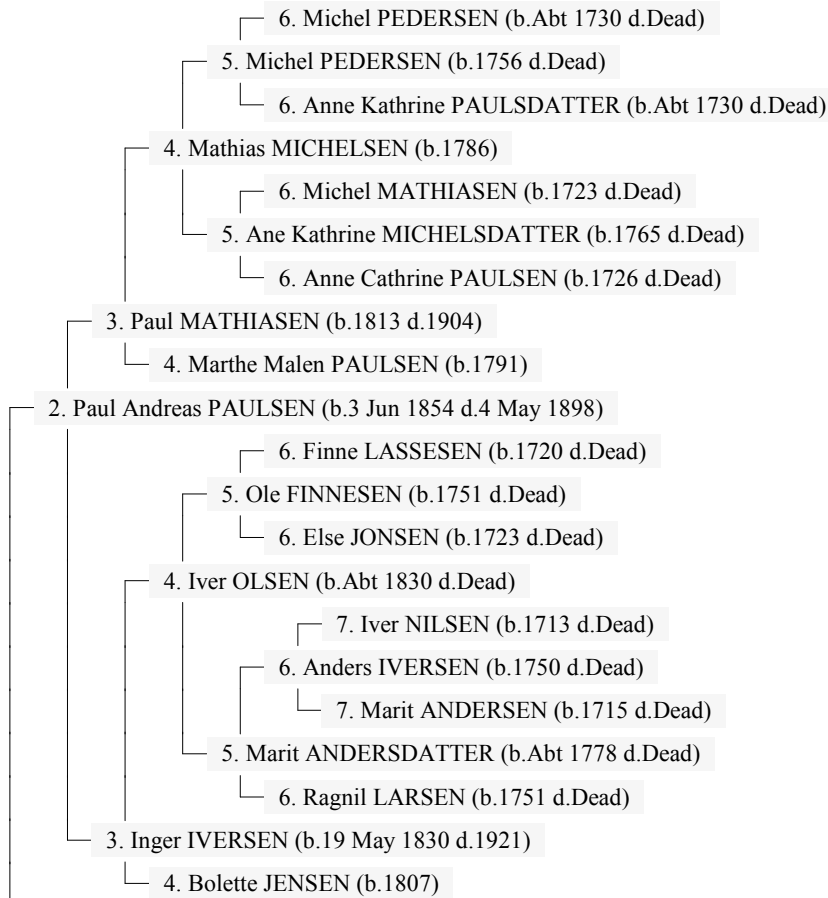 6. Michel PEDERSEN (b.Abt 1730 d.Dead)
5. Michel PEDERSEN (b.1756 d.Dead)
6. Anne Kathrine PAULSDATTER (b.Abt 1730 d.Dead)
4. Mathias MICHELSEN (b.1786)
6. Michel MATHIASEN (b.1723 d.Dead)
5. Ane Kathrine MICHELSDATTER (b.1765 d.Dead)
6. Anne Cathrine PAULSEN (b.1726 d.Dead)
3. Paul MATHIASEN (b.1813 d.1904)
4. Marthe Malen PAULSEN (b.1791)
2. Paul Andreas PAULSEN (b.3 Jun 1854 d.4 May 1898)
6. Finne LASSESEN (b.1720 d.Dead)
5. Ole FINNESEN (b.1751 d.Dead)
6. Else JONSEN (b.1723 d.Dead)
4. Iver OLSEN (b.Abt 1830 d.Dead)
7. Iver NILSEN (b.1713 d.Dead)
6. Anders IVERSEN (b.1750 d.Dead)
7. Marit ANDERSEN (b.1715 d.Dead)
5. Marit ANDERSDATTER (b.Abt 1778 d.Dead)
6. Ragnil LARSEN (b.1751 d.Dead)
3. Inger IVERSEN (b.19 May 1830 d.1921)
4. Bolette JENSEN (b.1807)